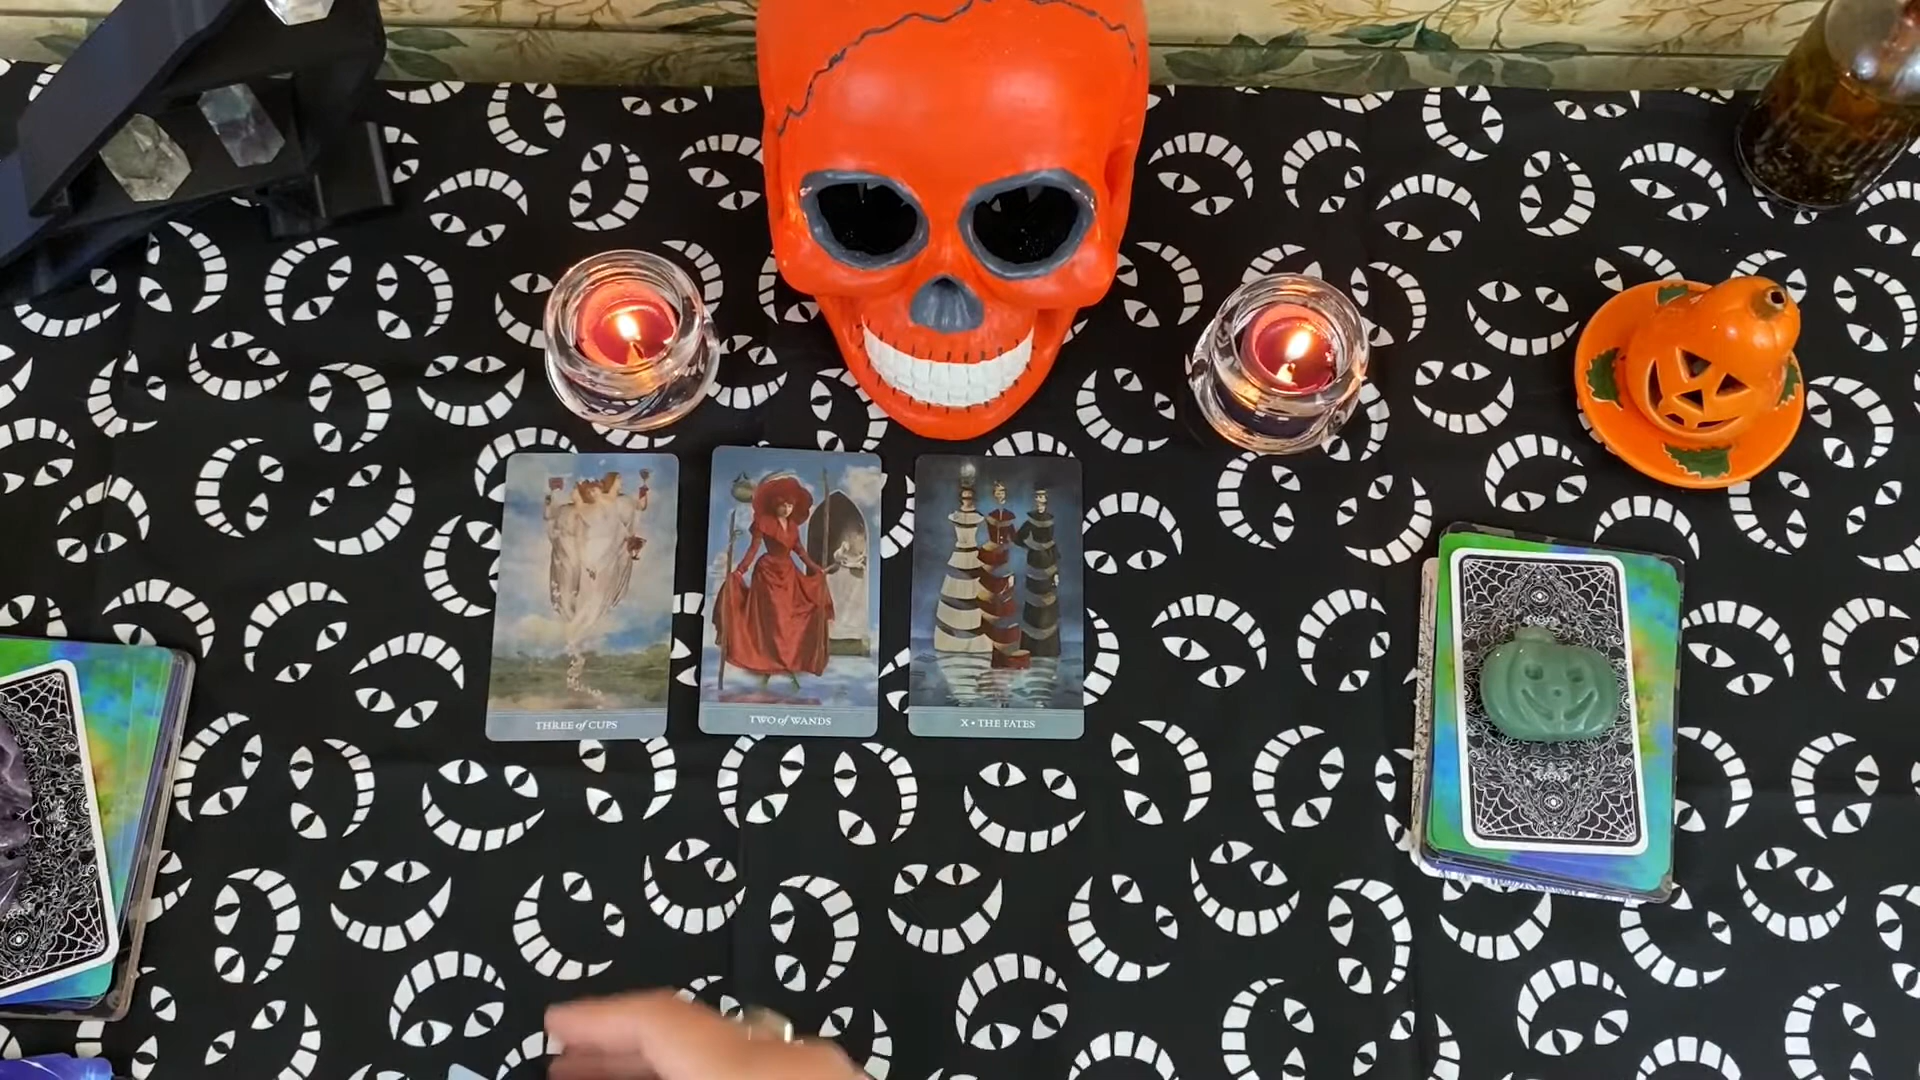 THREE of CUPS
TWO of WANDS
X • THE FATES